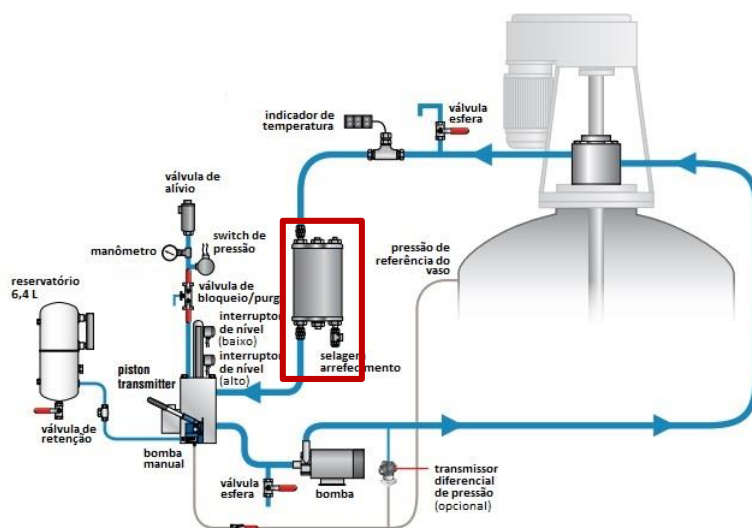 indicador de
temperatura
válvula
esfera
válvula de
alívio
switch de
pressão
manômetro
pressão de
referência do
vaso
reservatório
6,4 L
válvula de
bloqueio/purg
interruptor
de nível
(baixo)
interruptor
de nível
(alto)
selagem
arrefecimento
piston
transmitter
válvula de
retenção
bomba
manual
válvula
esfera
bomba
transmissor
diferencial
de pressão
(opcional)